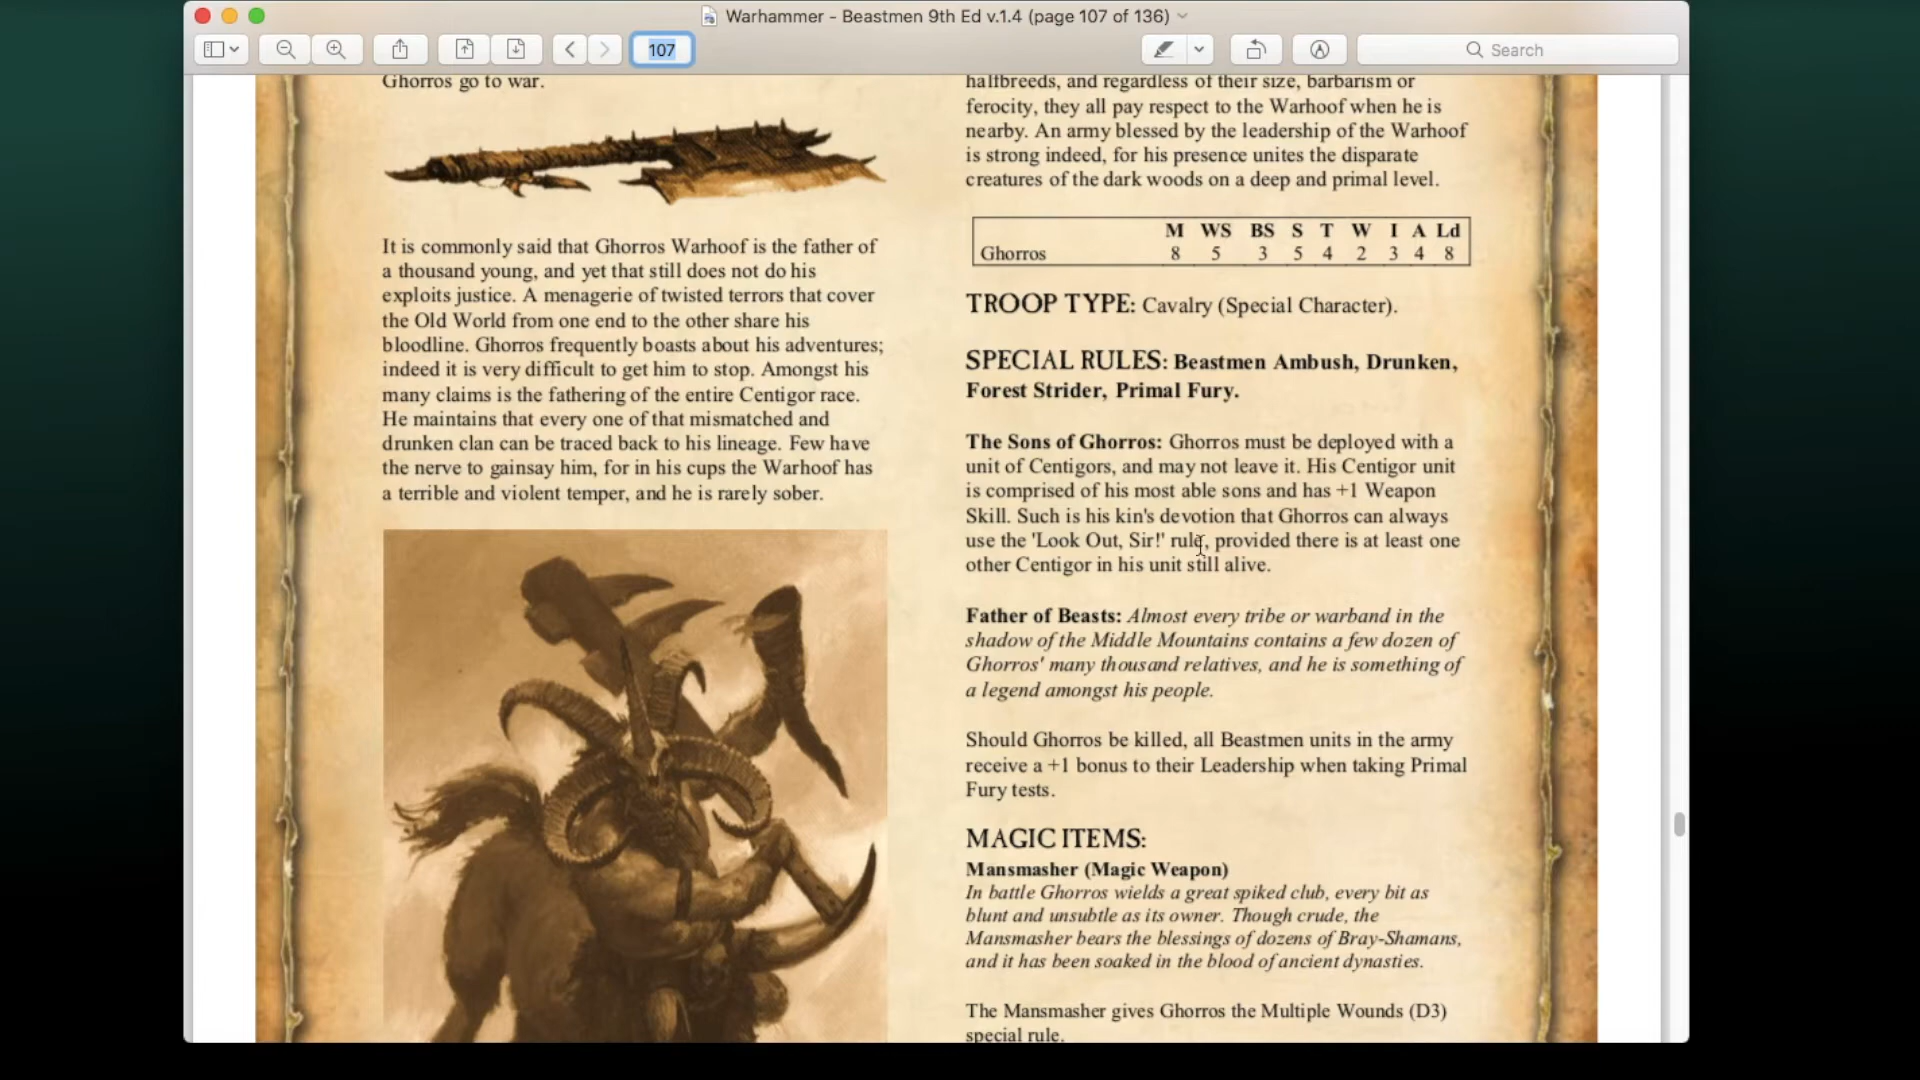 Warhammer - Beastmen 9th Ed v.1.4 (page 107 of 136)
107
Search
Ghorros go to war.
It is commonly said that Ghorros Warhoof is the father of
a thousand young, and yet that still does not do his
exploits justice. A menagerie of twisted terrors that cover
the Old World from one end to the other share his
bloodline. Ghorros frequently boasts about his adventures;
indeed it is very difficult to get him to stop. Amongst his
many claims is the fathering of the entire Centigor race.
He maintains that every one of that mismatched and
drunken clan can be traced back to his lineage. Few have
the nerve to gainsay him, for in his cups the Warhoof has
a terrible and violent temper, and he is rarely sober.
halfbreeds, and regardless of their size, barbarism or
ferocity, they all pay respect to the Warhoof when he is
nearby. An army blessed by the leadership of the Warhoof
is strong indeed, for his presence unites the disparate
creatures of the dark woods on a deep and primal level.
M WS BS S T W I A Ld
Ghorros 8 5 3 5 4 2 3 4 8
TROOP TYPE: Cavalry (Special Character).
SPECIAL RULES: Beastmen Ambush, Drunken,
Forest Strider, Primal Fury.
The Sons of Ghorros: Ghorros must be deployed with a
unit of Centigors, and may not leave it. His Centigor unit
is comprised of his most able sons and has +1 Weapon
Skill. Such is his kin's devotion that Ghorros can always
use the 'Look Out, Sir!' rule, provided there is at least one
other Centigor in his unit still alive.
Father of Beasts: Almost every tribe or warband in the
shadow of the Middle Mountains contains a few dozen of
Ghorros' many thousand relatives, and he is something of
a legend amongst his people.
Should Ghorros be killed, all Beastmen units in the army
receive a +1 bonus to their Leadership when taking Primal
Fury tests.
MAGIC ITEMS:
Mansmasher (Magic Weapon)
In battle Ghorros wields a great spiked club, every bit as
blunt and unsubtle as its owner. Though crude, the
Mansmasher bears the blessings of dozens of Bray-Shamans,
and it has been soaked in the blood of ancient dynasties.
The Mansmasher gives Ghorros the Multiple Wounds (D3)
special rule.